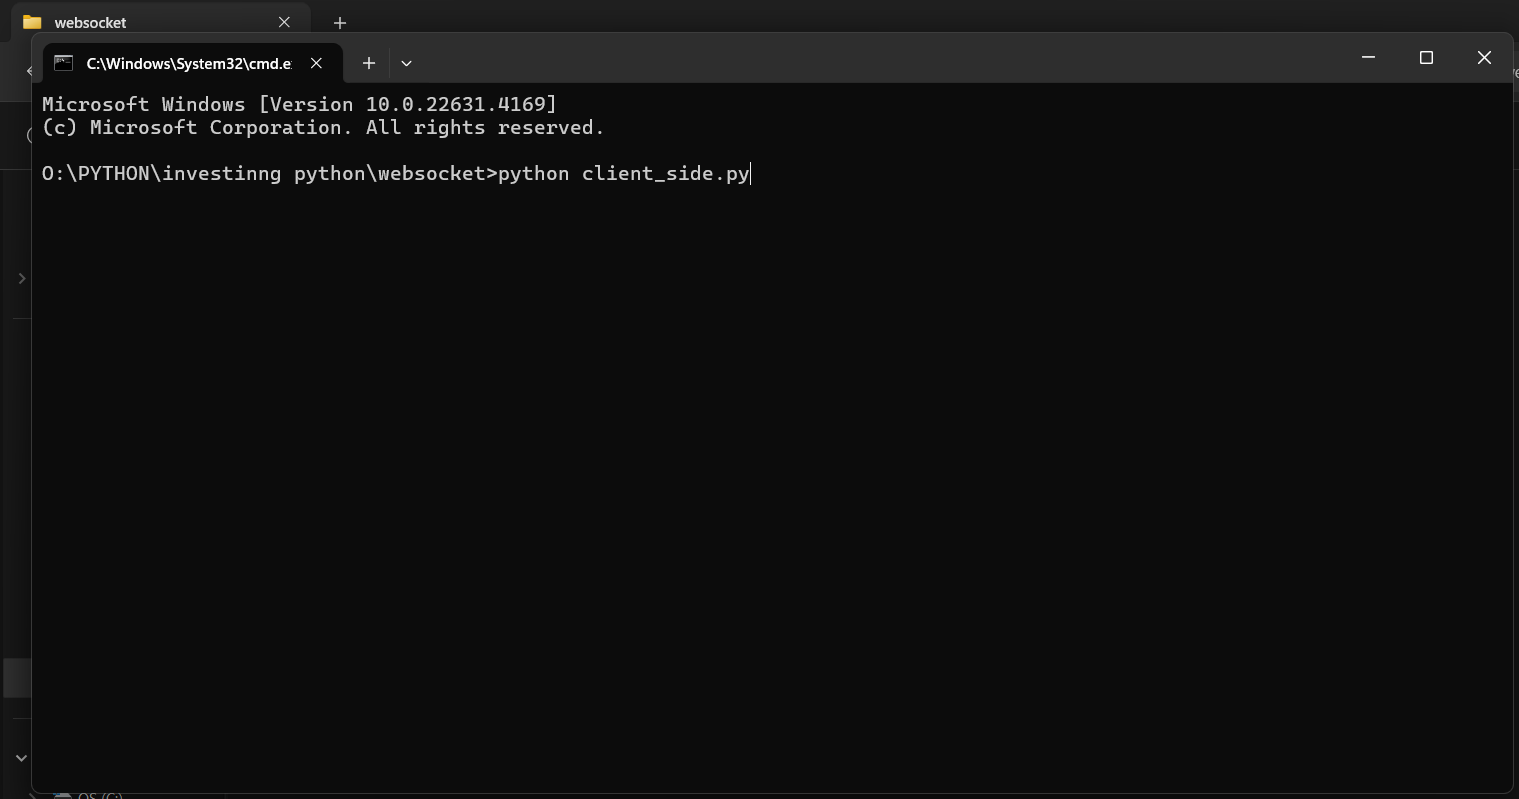 websocket
C:\Windows\System32\cmd.e
Microsoft Windows [Version 10.0.22631.4169]
(c) Microsoft Corporation. All rights reserved.
O:\PYTHON\investinng python\websocket>python client_side.py
OS (C:)